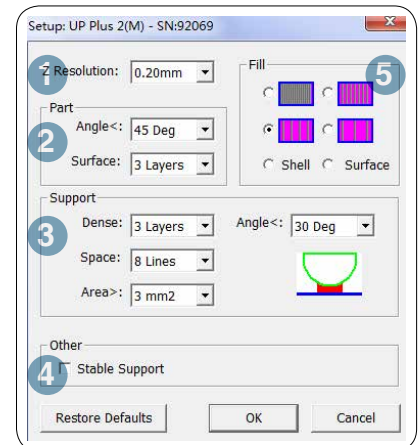 Setup: UP Plus 2(M) - SN:92069
1 Z Resolution: 0.20mm
Fill 5
Part
2 Angle<: 45 Deg
Surface: 3 Layers
Shell Surface
Support
3 Dense: 3 Layers Angle<: 30 Deg
Space: 8 Lines
Area>: 3 mm2
Other
4 Stable Support
Restore Defaults OK Cancel